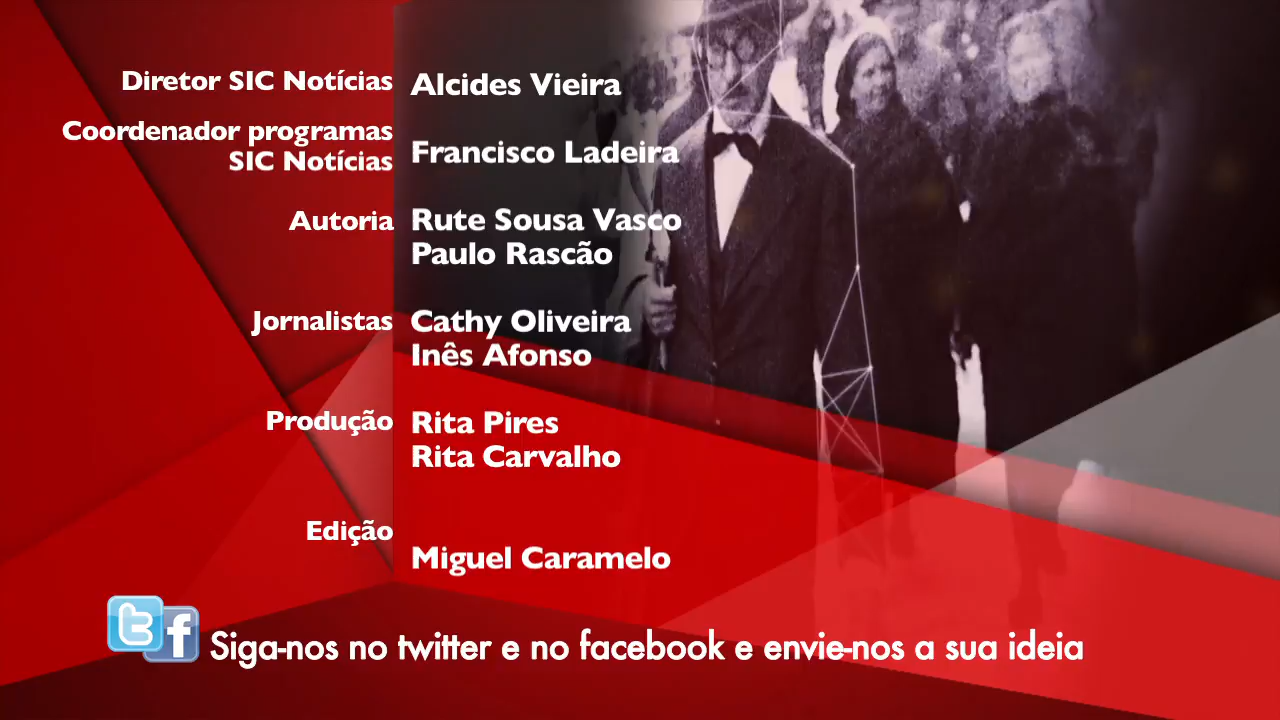 Diretor SIC Notícias Alcides Vieira
Coordenador programas
SIC Notícias Francisco Ladeira
Autoria Rute Sousa Vasco
Paulo Rascão
Jornalistas Cathy Oliveira
Inês Afonso
Produção Rita Pires
Rita Carvalho
Edição
Miguel Caramelo
Siga-nos no twitter e no facebook e envie-nos a sua ideia